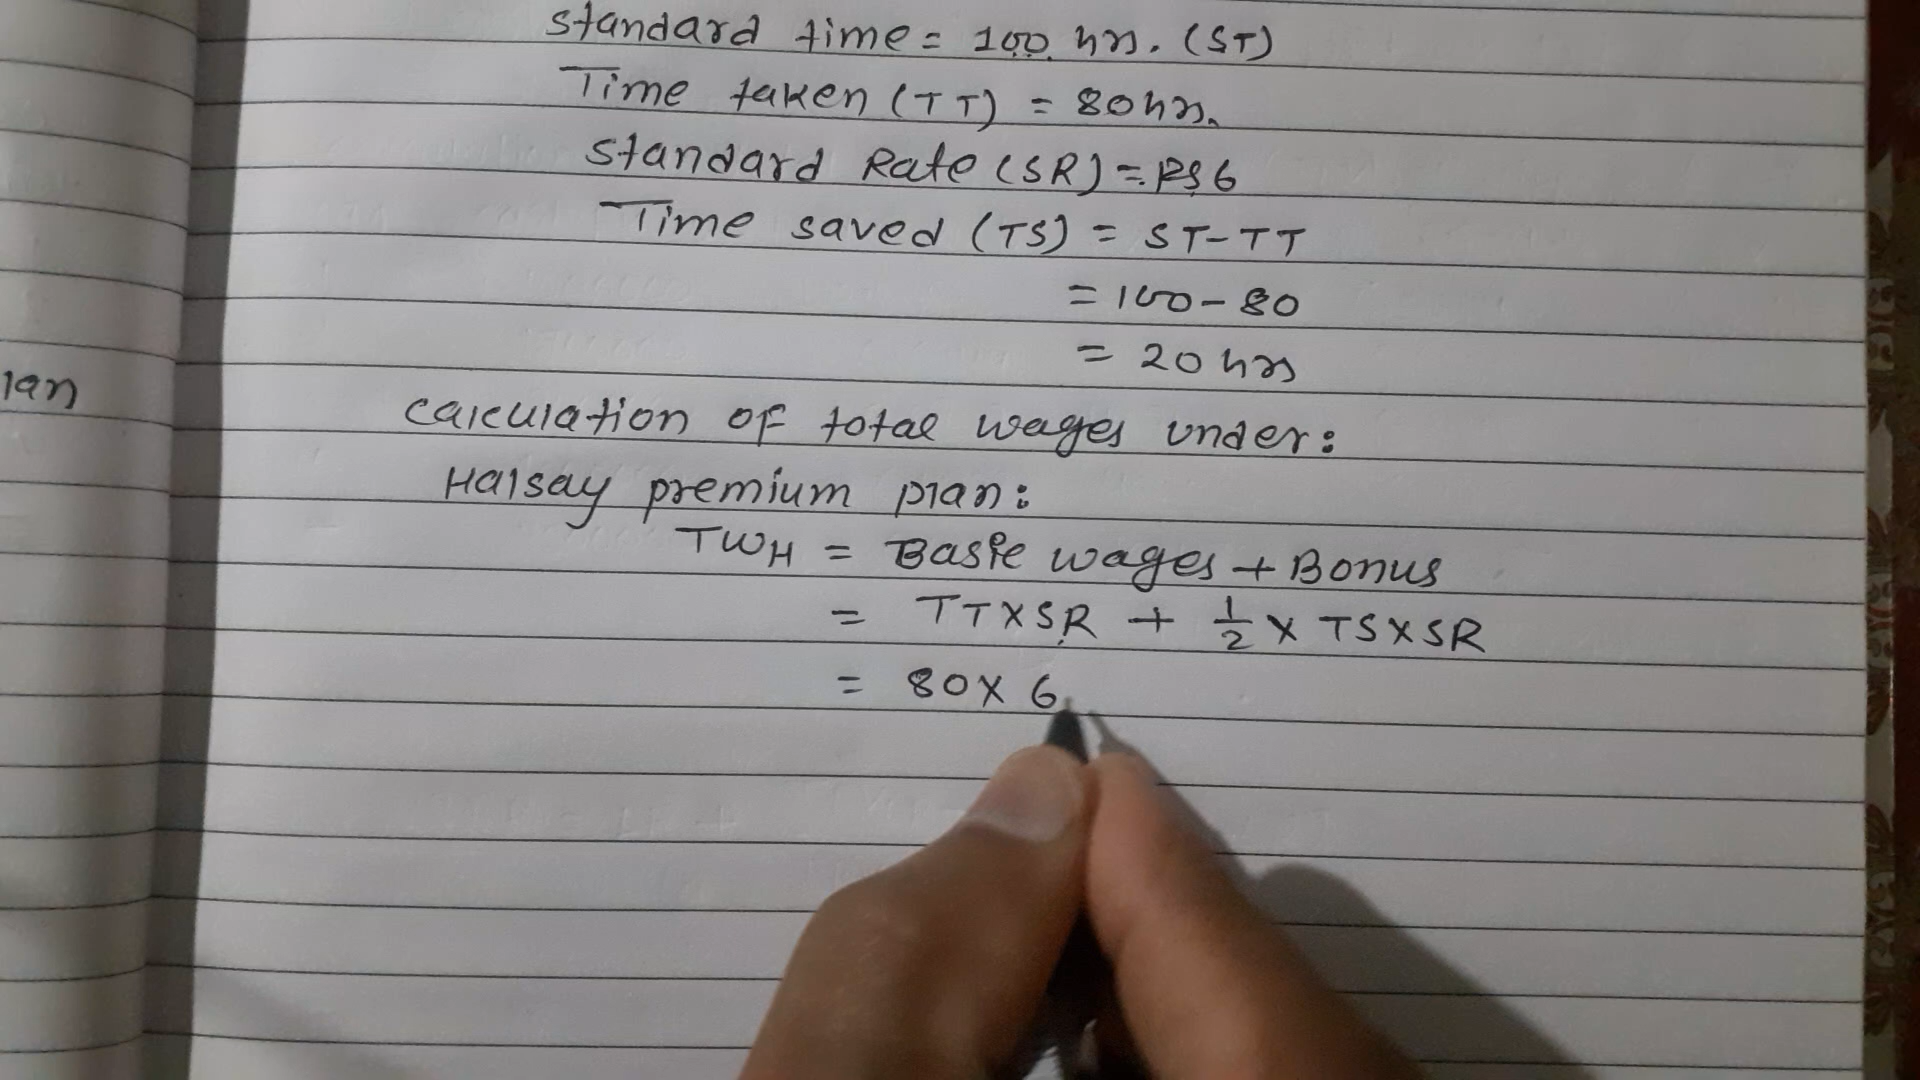 Standard time = 100 hrs. (ST)
Time taken (TT) = 80 hrs.
Standard Rate (SR) = RS 6
Time saved (TS) = ST-TT
= 100 - 80
= 20 hrs
lan
calculation of total wages under:
Halsay premium plan:
TWH = Basic wages + Bonus
= TT X SR + 1/2 X TS X SR
= 80 X 6